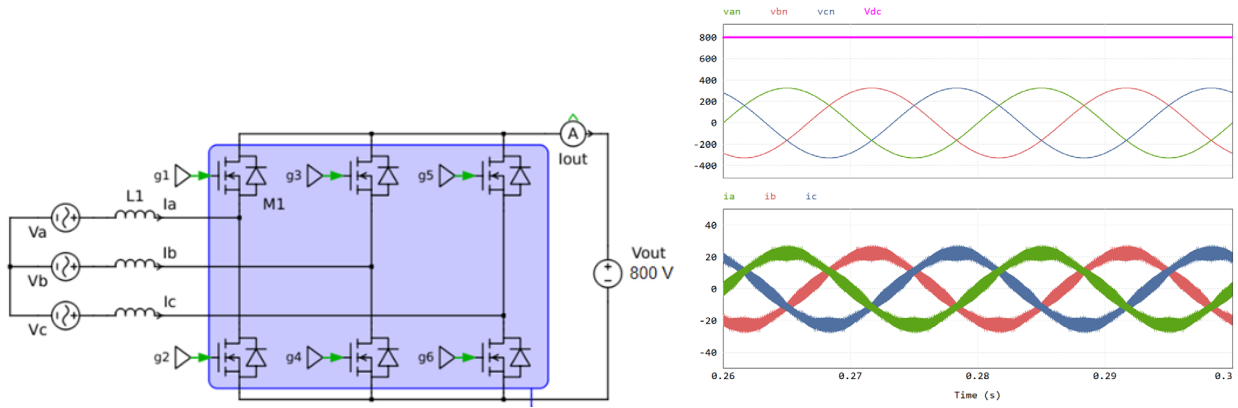 g1
g3
g5
M1
A
Iout
L1
Ia
Va
Ib
Vb
Ic
Vc
g2
g4
g6
Vout
800 V
van vbn vcn Vdc
800
600
400
200
0
-200
-400
ia ib ic
40
20
0
-20
-40
0.26 0.27 0.28 0.29 0.3
Time (s)